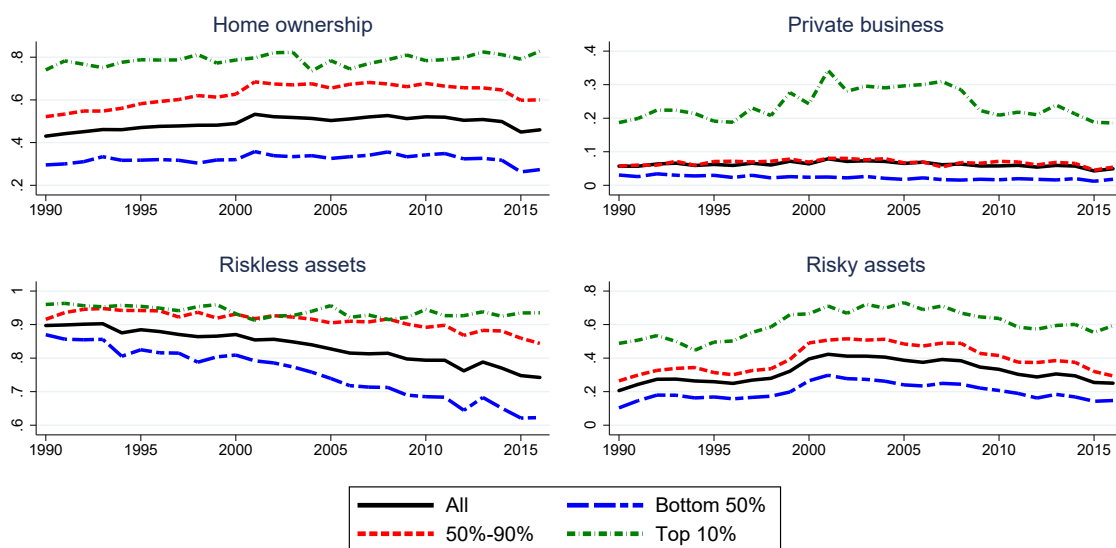 Home ownership
.8
.6
.4
.2
1990 1995 2000 2005 2010 2015
Private business
.4
.3
.2
.1
0
1990 1995 2000 2005 2010 2015
Riskless assets
1
.9
.8
.7
.6
1990 1995 2000 2005 2010 2015
Risky assets
.8
.6
.4
.2
0
1990 1995 2000 2005 2010 2015
All Bottom 50%
50%-90% Top 10%